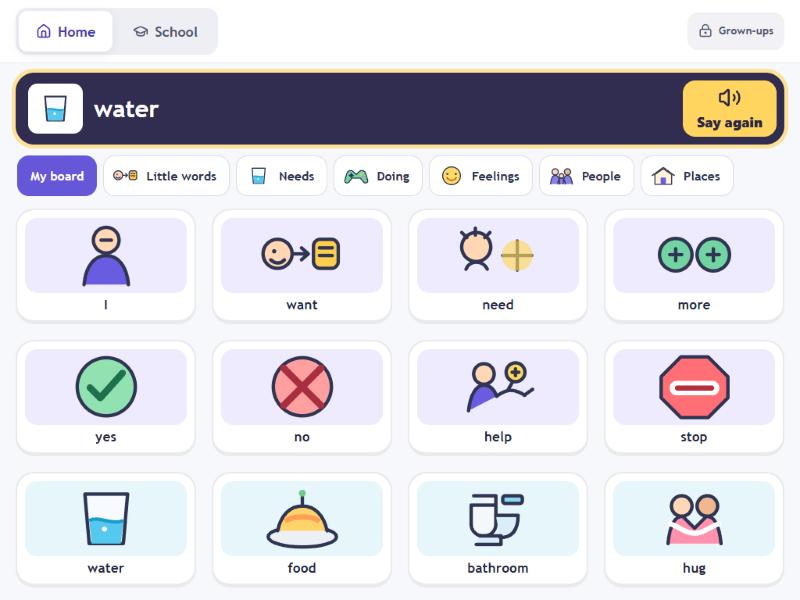 Home
School
Grown-ups
water
Say again
My board
Little words
Needs
Doing
Feelings
People
Places
I
want
need
more
yes
no
help
stop
water
food
bathroom
hug